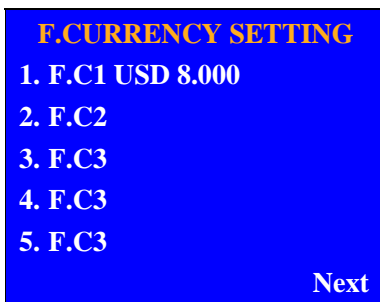 F.CURRENCY SETTING
1. F.C1 USD 8.000
2. F.C2
3. F.C3
4. F.C3
5. F.C3
Next